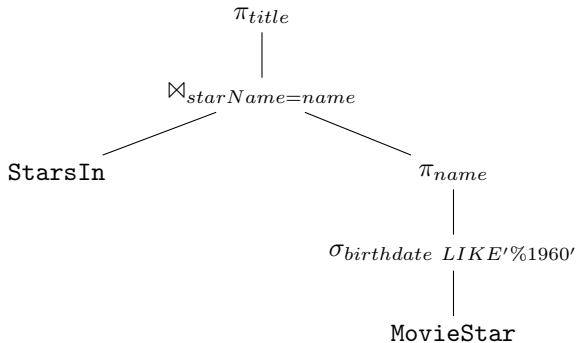 π_title
⋈_starName=name
StarsIn
π_name
σ_birthdate LIKE′%1960′
MovieStar